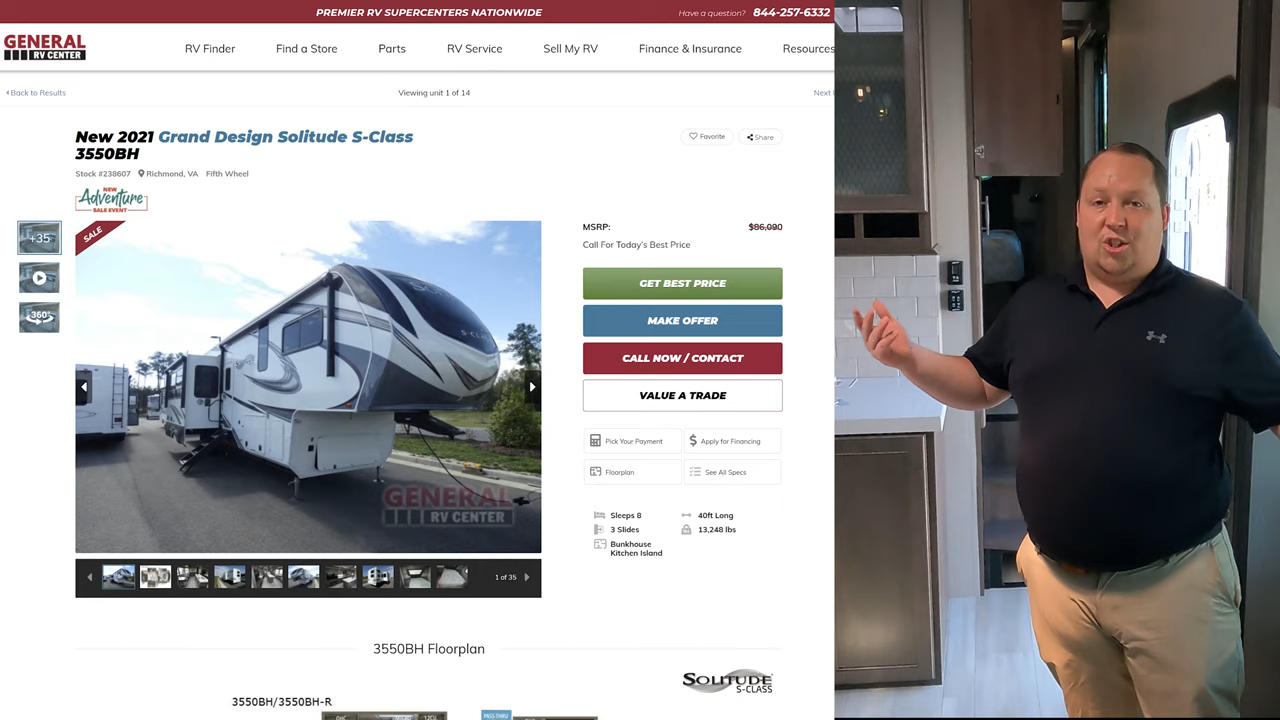 PREMIER RV SUPERCENTERS NATIONWIDE
Have a question? 844-257-6332
GENERAL
RV CENTER
RV Finder
Find a Store
Parts
RV Service
Sell My RV
Finance & Insurance
Resources
Back to Results
Viewing unit 1 of 14
Next
New 2021 Grand Design Solitude S-Class
3550BH
Favorite
Share
Stock #238607
Richmond, VA
Fifth Wheel
NEW
Adventure
SALE EVENT
+35
360°
SALE
S-CLASS
GENERAL
RV CENTER
MSRP:
$86,090
Call For Today's Best Price
GET BEST PRICE
MAKE OFFER
CALL NOW / CONTACT
VALUE A TRADE
Pick Your Payment
Apply for Financing
Floorplan
See All Specs
Sleeps 8
40ft Long
3 Slides
13,248 lbs
Bunkhouse
Kitchen Island
1 of 35
3550BH Floorplan
SOLITUDE
S-CLASS
3550BH/3550BH-R
PASS-THRU